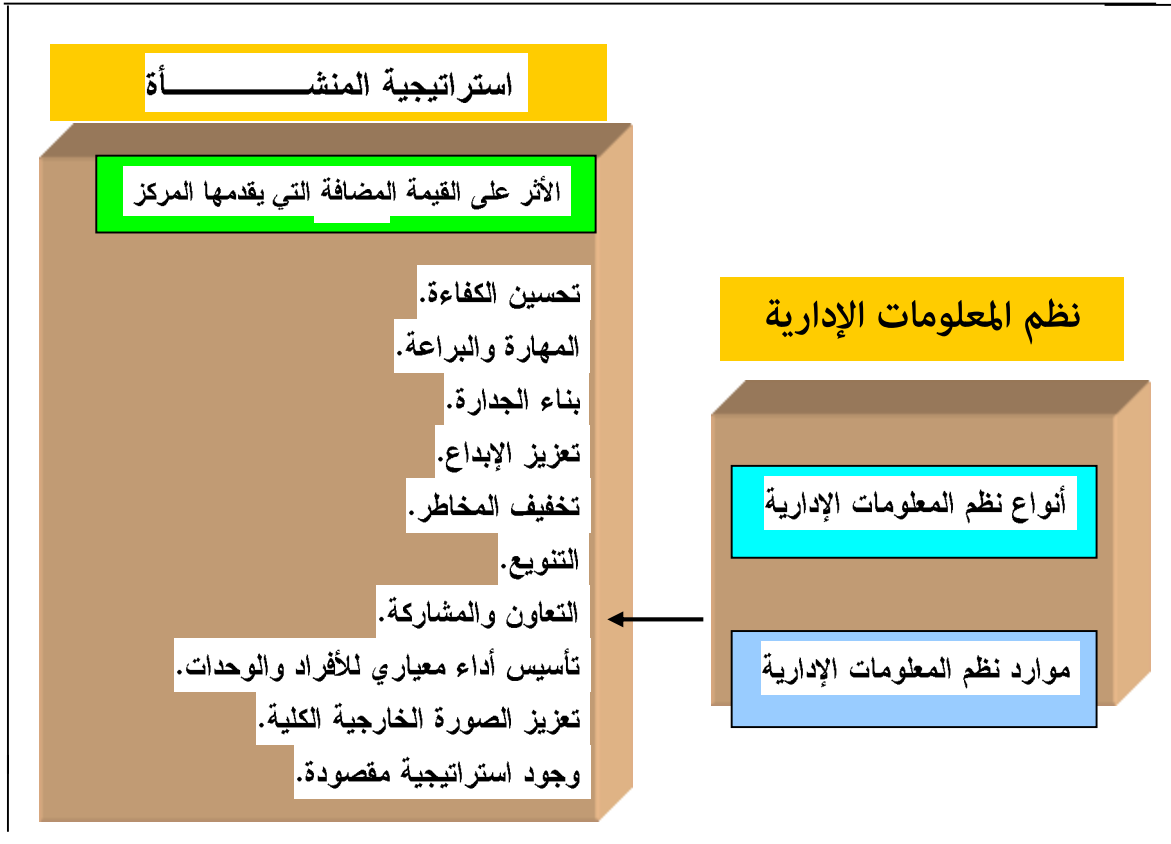 استراتيجية المنشـــــــــــــأة
الأثر على القيمة المضافة التي يقدمها المركز
تحسين الكفاءة.
المهارة والبراعة.
بناء الجدارة.
تعزيز الإبداع.
تخفيف المخاطر.
التنويع.
التعاون والمشاركة.
تأسيس أداء معياري للأفراد والوحدات.
تعزيز الصورة الخارجية الكلية.
وجود استراتيجية مقصودة.
نظم المعلومات الإدارية
أنواع نظم المعلومات الإدارية
موارد نظم المعلومات الإدارية